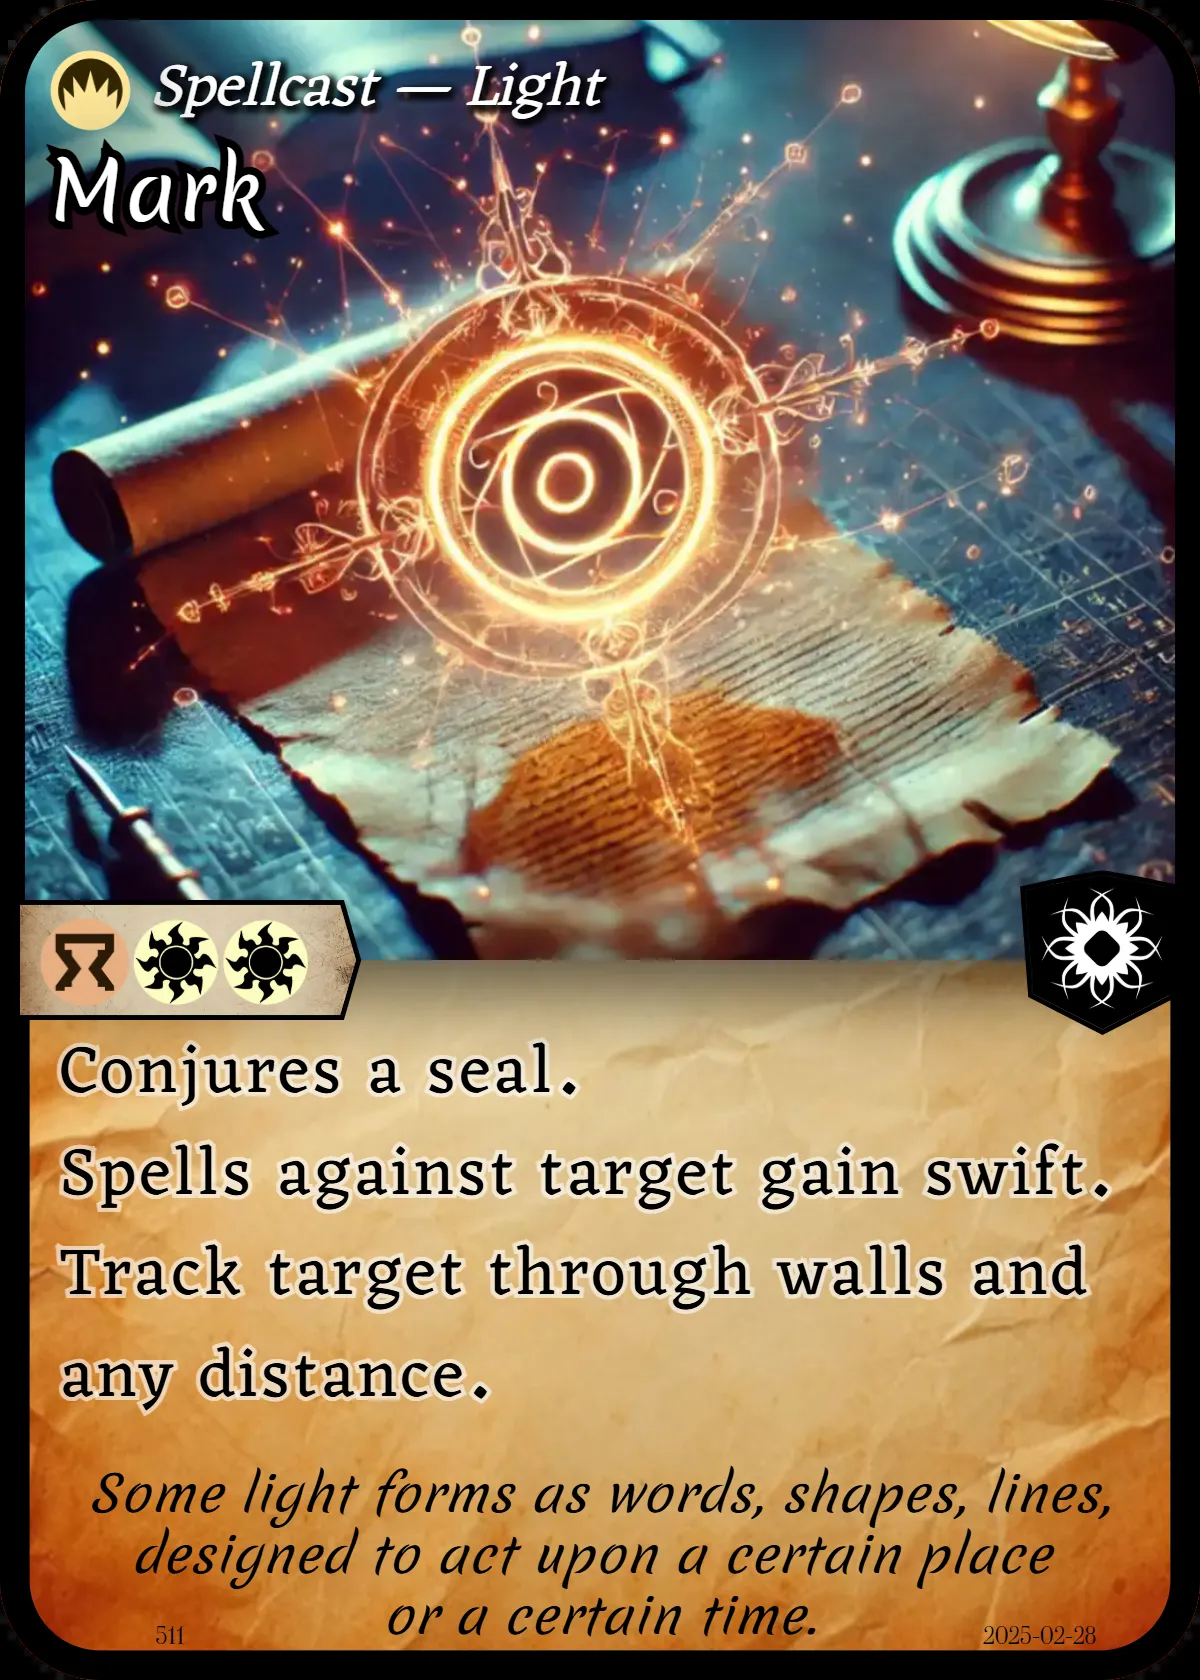 Spellcast — Light
Mark
Conjures a seal.
Spells against target gain swift.
Track target through walls and
any distance.
Some light forms as words, shapes, lines,
designed to act upon a certain place
or a certain time.
511
2025-02-28